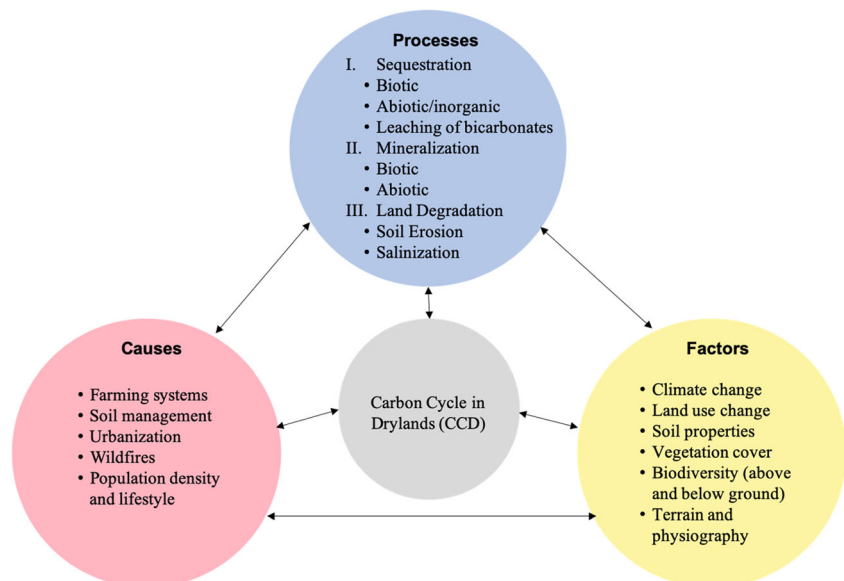 Processes
I. Sequestration
• Biotic
• Abiotic/inorganic
• Leaching of bicarbonates
II. Mineralization
• Biotic
• Abiotic
III. Land Degradation
• Soil Erosion
• Salinization
Causes
• Farming systems
• Soil management
• Urbanization
• Wildfires
• Population density
and lifestyle
Carbon Cycle in
Drylands (CCD)
Factors
• Climate change
• Land use change
• Soil properties
• Vegetation cover
• Biodiversity (above
and below ground)
• Terrain and
physiography